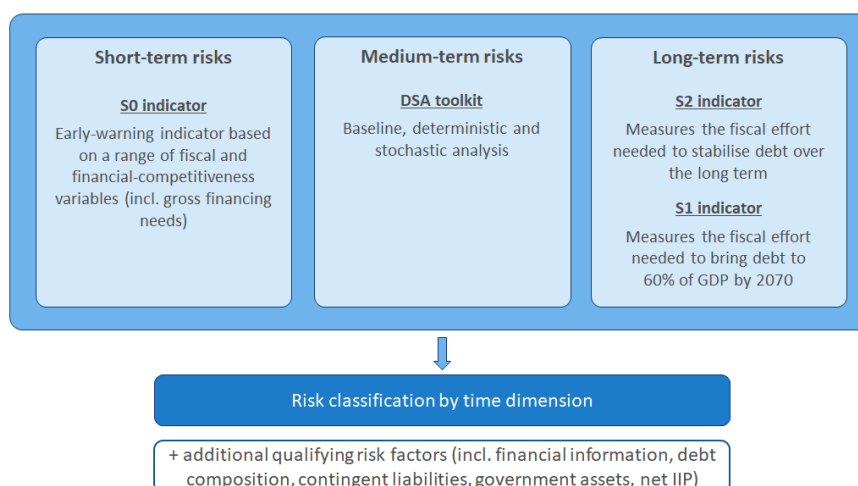 Short-term risks
S0 indicator
Early-warning indicator based
on a range of fiscal and
financial-competitiveness
variables (incl. gross financing
needs)
Medium-term risks
DSA toolkit
Baseline, deterministic and
stochastic analysis
Long-term risks
S2 indicator
Measures the fiscal effort
needed to stabilise debt over
the long term
S1 indicator
Measures the fiscal effort
needed to bring debt to
60% of GDP by 2070
Risk classification by time dimension
+ additional qualifying risk factors (incl. financial information, debt
composition, contingent liabilities, government assets, net IIP)